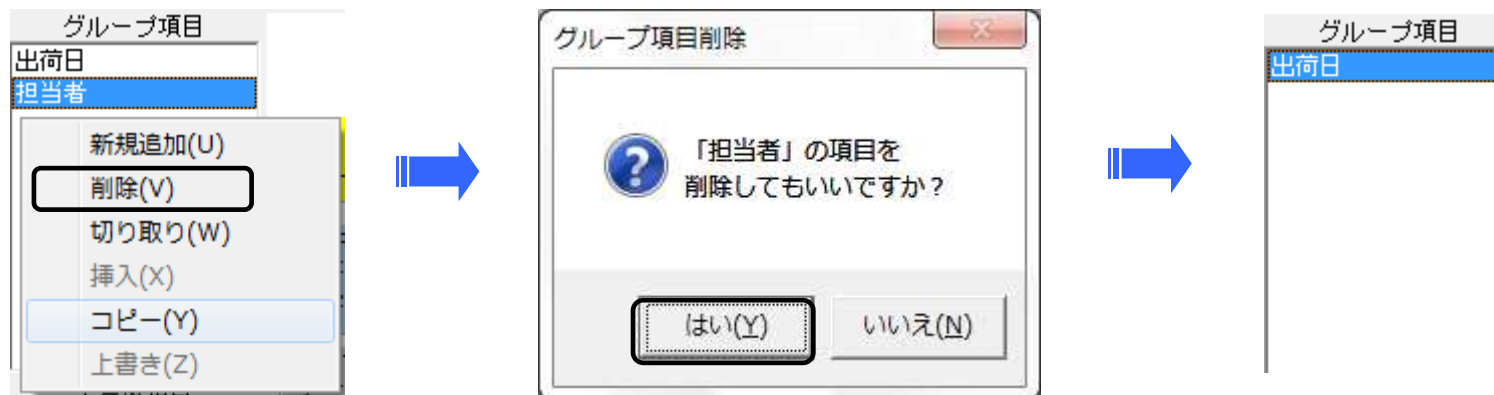 グループ項目
出荷日
担当者
新規追加(U)
削除(V)
切り取り(W)
挿入(X)
コピー(Y)
上書き(Z)
グループ項目削除
「担当者」の項目を
削除してもいいですか？
はい(Y)
いいえ(N)
グループ項目
出荷日